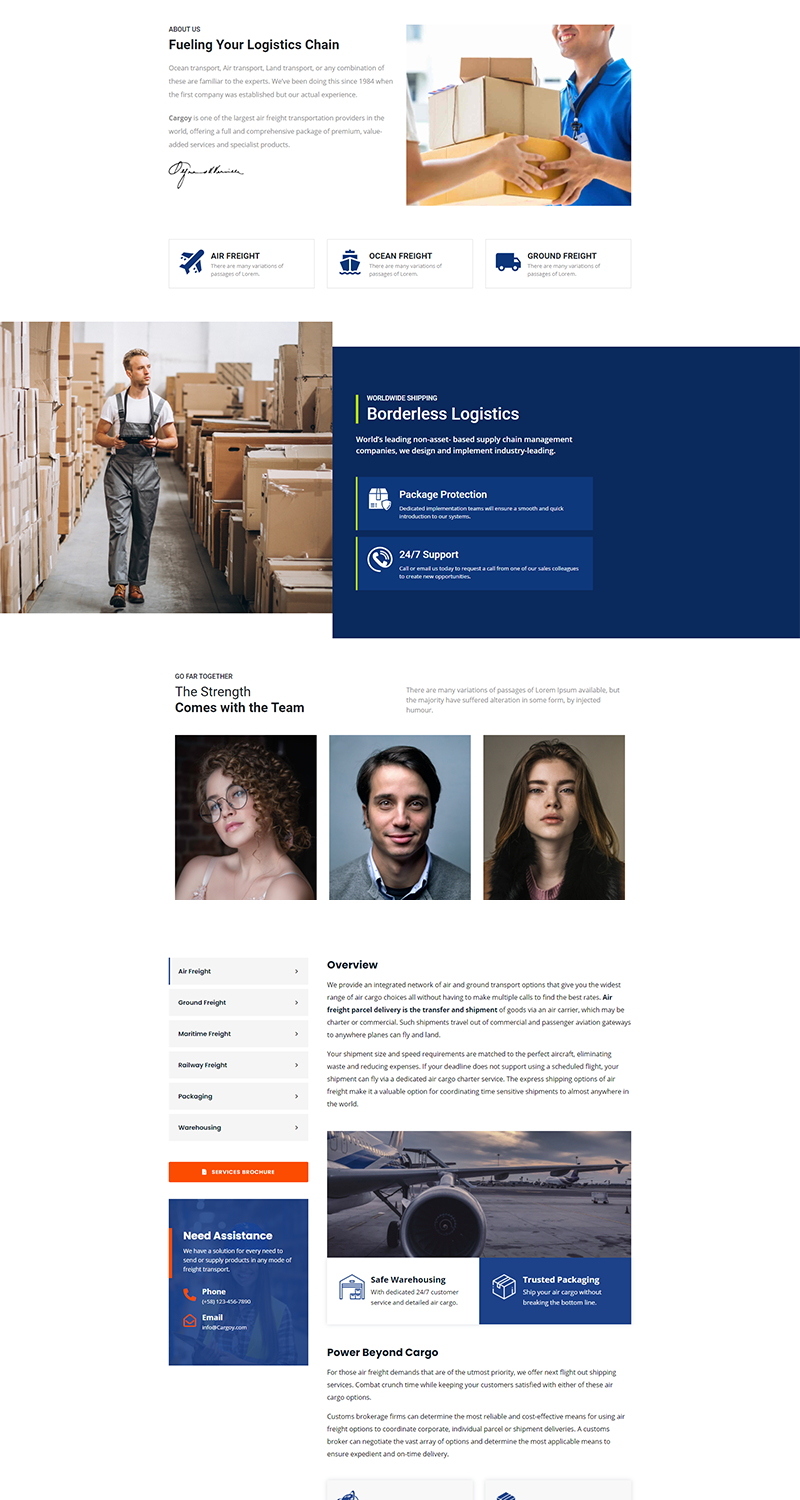 ABOUT US
Fueling Your Logistics Chain
Ocean transport, Air transport, Land transport, or any combination of
these are familiar to the experts. We've been doing this since 1984 when
the first company was established but our actual experience.
Cargoy is one of the largest air freight transportation providers in the
world, offering a full and comprehensive package of premium, value-
added services and specialist products.
AIR FREIGHT
There are many variations of
passages of Lorem.
OCEAN FREIGHT
There are many variations of
passages of Lorem.
GROUND FREIGHT
There are many variations of
passages of Lorem.
WORLDWIDE SHIPPING
Borderless Logistics
World's leading non-asset- based supply chain management
companies, we design and implement industry-leading.
Package Protection
Dedicated implementation teams will ensure a smooth and quick
introduction to our systems.
24/7 Support
Call or email us today to request a call from one of our sales colleagues
to create new opportunities.
GO FAR TOGETHER
The Strength
Comes with the Team
There are many variations of passages of Lorem Ipsum available, but
the majority have suffered alteration in some form, by injected
humour.
Air Freight
Ground Freight
Maritime Freight
Railway Freight
Packaging
Warehousing
SERVICES BROCHURE
Need Assistance
We have a solution for every need to
send or supply products in any mode of
freight transport.
Phone
(+58) 123-456-7890
Email
info@Cargoy.com
Overview
We provide an integrated network of air and ground transport options that give you the widest
range of air cargo choices all without having to make multiple calls to find the best rates. Air
freight parcel delivery is the transfer and shipment of goods via an air carrier, which may be
charter or commercial. Such shipments travel out of commercial and passenger aviation gateways
to anywhere planes can fly and land.
Your shipment size and speed requirements are matched to the perfect aircraft, eliminating
waste and reducing expenses. If your deadline does not support using a scheduled flight, your
shipment can fly via a dedicated air cargo charter service. The express shipping options of air
freight make it a valuable option for coordinating time sensitive shipments to almost anywhere in
the world.
Safe Warehousing
With dedicated 24/7 customer
service and detailed air cargo.
Trusted Packaging
Ship your air cargo without
breaking the bottom line.
Power Beyond Cargo
For those air freight demands that are of the utmost priority, we offer next flight out shipping
services. Combat crunch time while keeping your customers satisfied with either of these air
cargo options.
Customs brokerage firms can determine the most reliable and cost-effective means for using air
freight options to coordinate corporate, individual parcel or shipment deliveries. A customs
broker can negotiate the vast array of options and determine the most applicable means to
ensure expedient and on-time delivery.